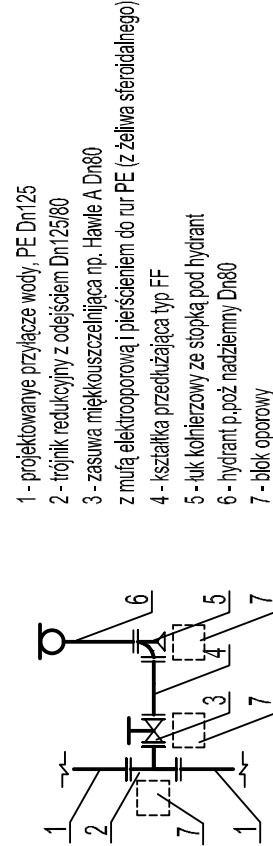 1 - projektowanye przyłącze wody, PE Dn125
2 - trójnik redukcyjny z odejściem Dn125/80
3 - zasuwa miękkouszczelnijąca np. Hawle A Dn80
z mufą elektrooporową i pierścieniem do rur PE (z żeliwa sferoidalnego)
4 - kształtka przedłużająca typ FF
5 - łuk kołnierzowy ze stopką pod hydrant
6 - hydrant p.poż nadziemny Dn80
7 - blok oporowy
1
2
7
1
6
5
4
3
7
7